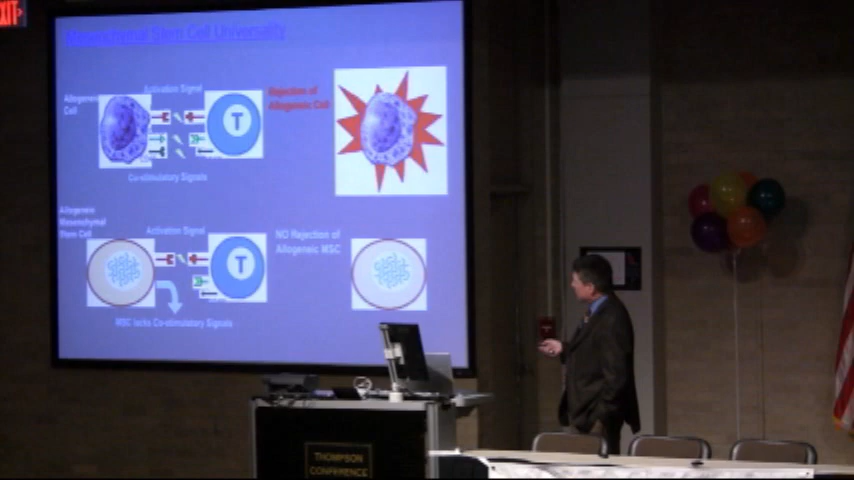 EXIT
Mesenchymal Stem Cell Universality
Allogeneic
Cell
Activation Signal
T
Rejection of
Allogeneic Cell
Co-stimulatory Signals
Allogeneic
Mesenchymal
Stem Cell
Activation Signal
T
NO Rejection of
Allogeneic MSC
MSC lacks Co-stimulatory Signals
THOMPSON
CONFERENCE